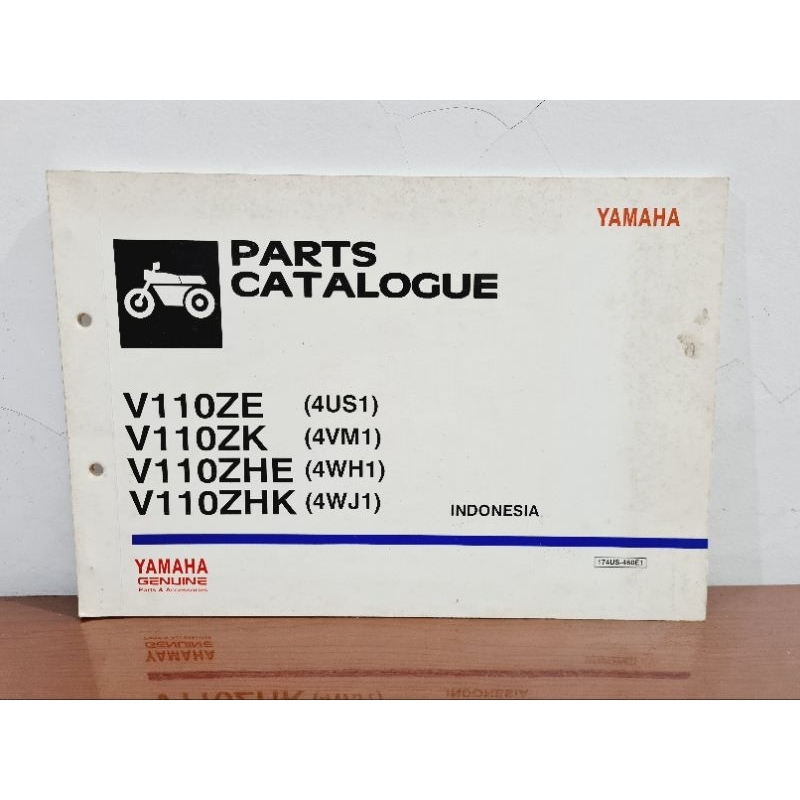 YAMAHA
PARTS
CATALOGUE
V110ZE (4US1)
V110ZK (4VM1)
V110ZHE (4WH1)
V110ZHK (4WJ1)
INDONESIA
YAMAHA
GENUINE
Parts & Accessories
174US-460E1